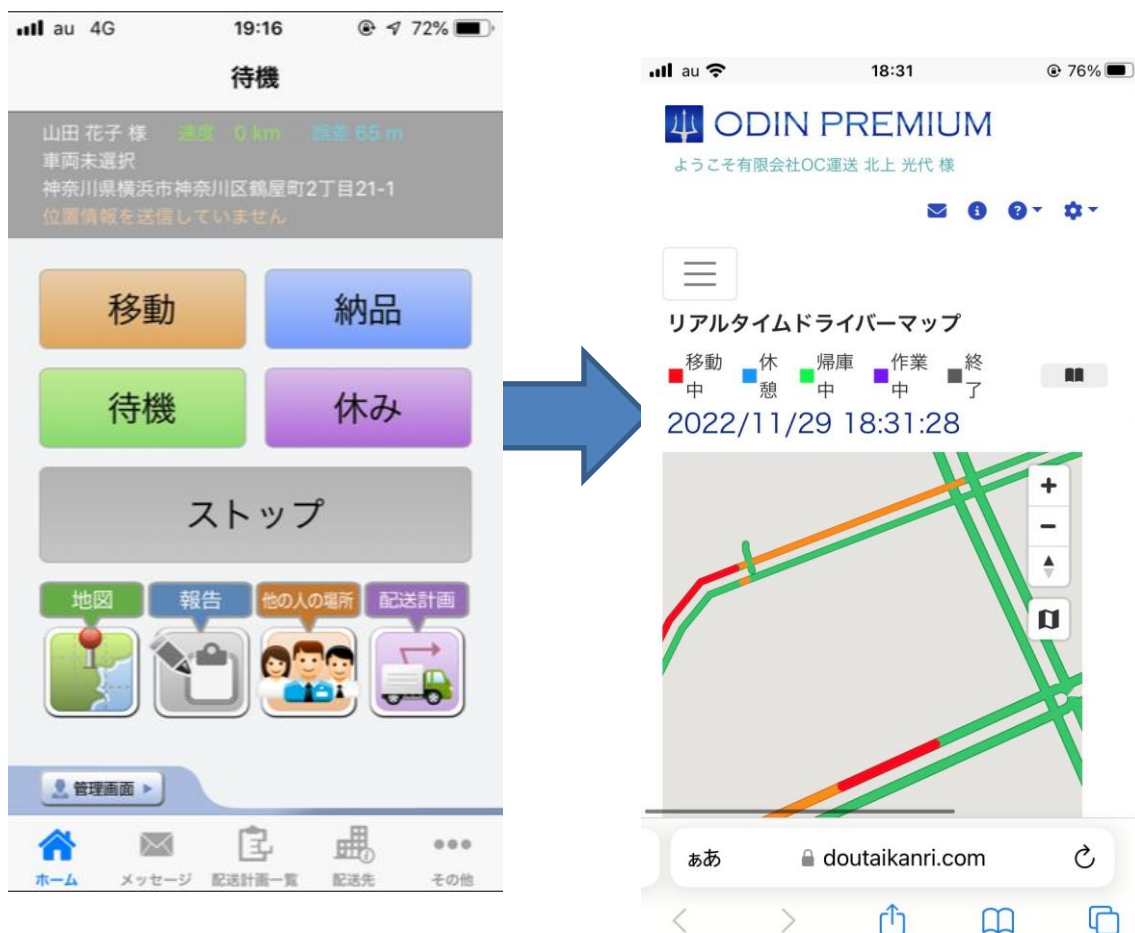 au 4G 19:16 72%
待機
山田 花子 様 速度 0 km 誤差 65 m
車両未選択
神奈川県横浜市神奈川区鶴屋町2丁目21-1
位置情報を送信していません
移動
納品
待機
休み
ストップ
地図
報告
他の人の場所
配送計画
管理画面
ホーム
メッセージ
配送計画一覧
配送先
その他
au 18:31 76%
ODIN PREMIUM
ようこそ有限会社OC運送 北上 光代 様
リアルタイムドライバーマップ
移動中
休憩
帰庫中
作業中
終了
2022/11/29 18:31:28
ぁあ doutaikanri.com